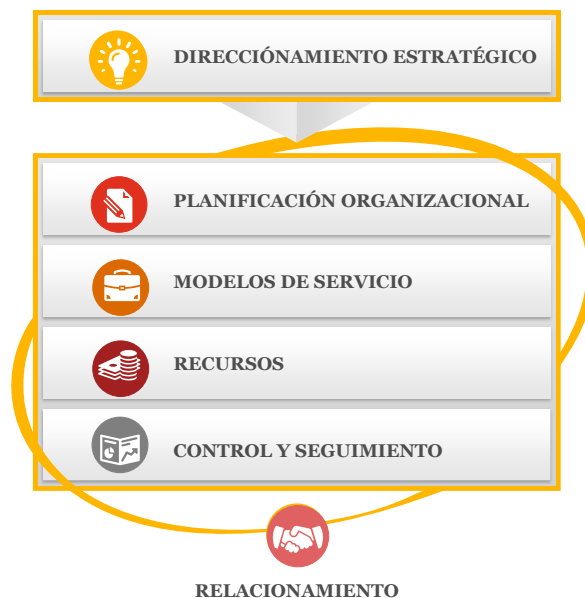 DIRECCIÓNAMIENTO ESTRATÉGICO
PLANIFICACIÓN ORGANIZACIONAL
MODELOS DE SERVICIO
RECURSOS
CONTROL Y SEGUIMIENTO
RELACIONAMIENTO